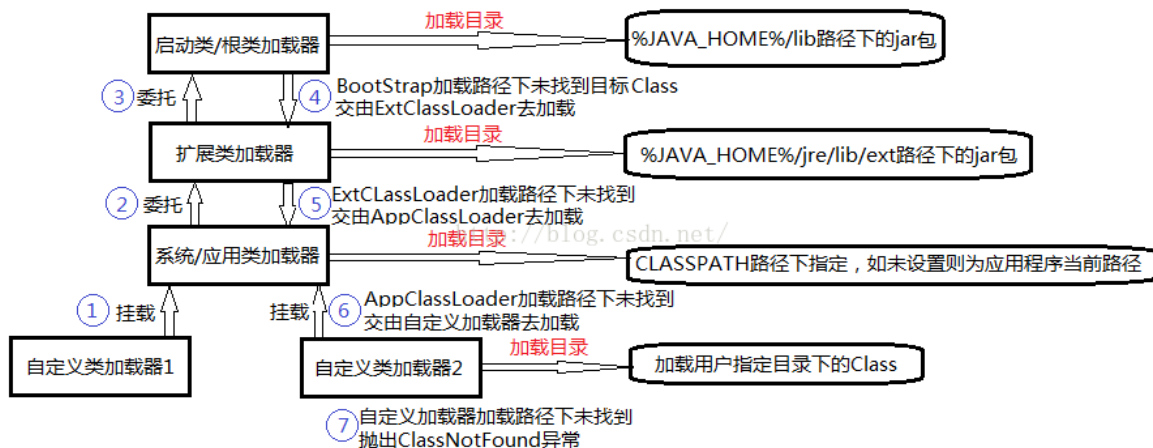 加载目录
启动类/根类加载器
%JAVA_HOME%/lib路径下的jar包
③ 委托
④ BootStrap加载路径下未找到目标Class
交由ExtClassLoader去加载
加载目录
扩展类加载器
%JAVA_HOME%/jre/lib/ext路径下的jar包
② 委托
⑤ ExtCLassLoader加载路径下未找到
交由AppClassLoader去加载
http://blog.csdn.net/
加载目录
系统/应用类加载器
CLASSPATH路径下指定，如未设置则为应用程序当前路径
① 挂载
挂载
⑥ AppClassLoader加载路径下未找到
交由自定义加载器去加载
加载目录
自定义类加载器1
自定义类加载器2
加载用户指定目录下的Class
⑦ 自定义加载器加载路径下未找到
抛出ClassNotFound异常